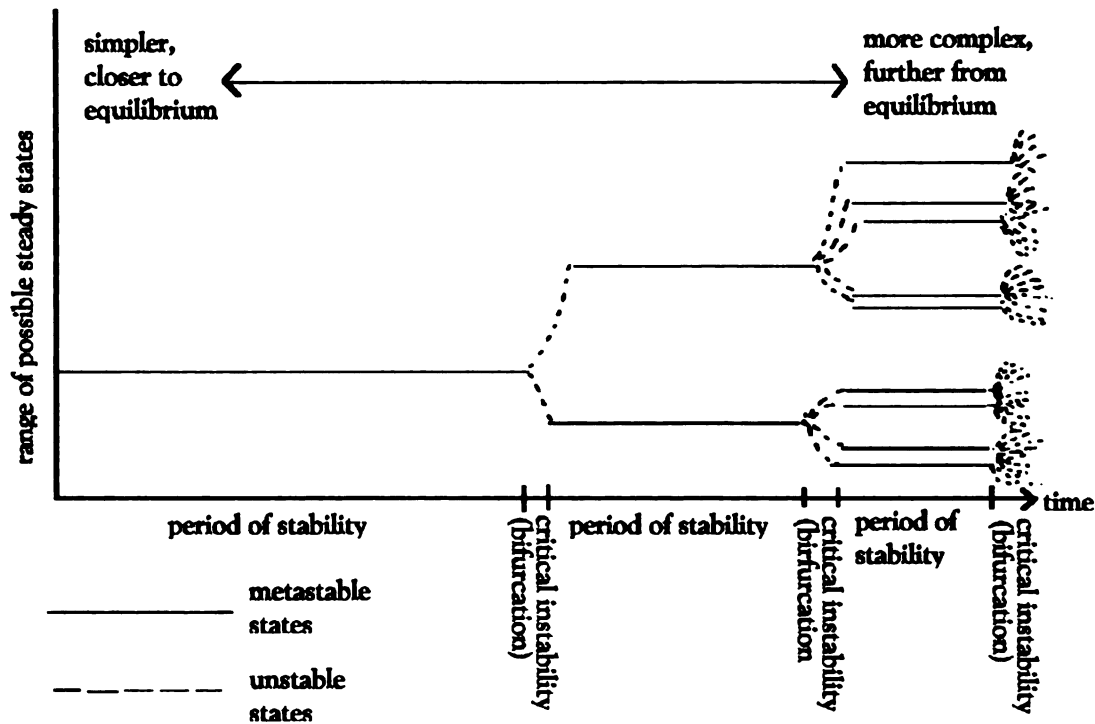 simpler,
closer to
equilibrium
more complex,
further from
equilibrium
range of possible steady states
time
period of stability
critical instability
(bifurcation)
period of stability
critical instability
(birfurcation
period of
stability
critical instability
(bifurcation)
metastable
states
unstable
states